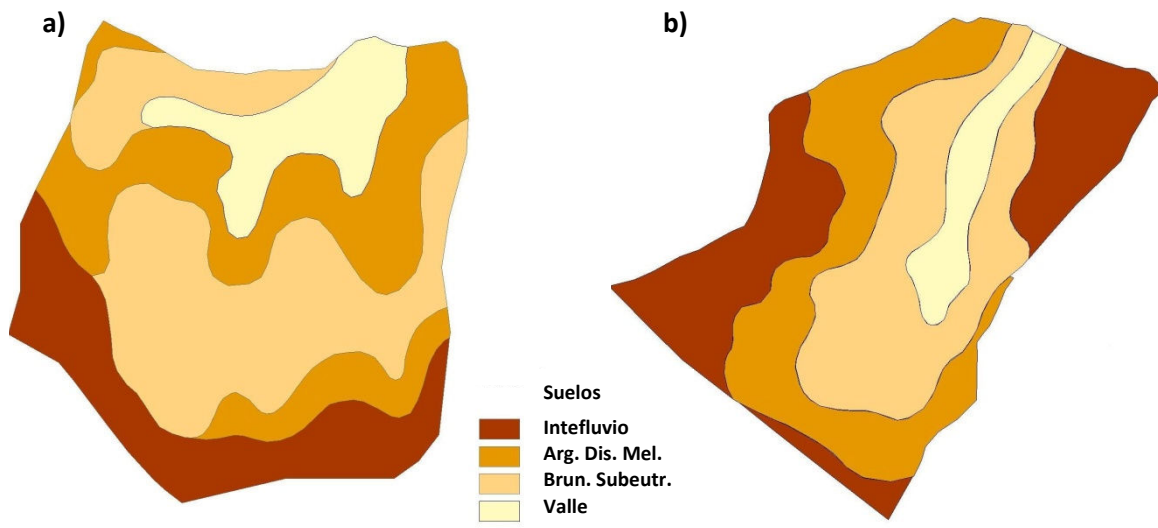 a)
b)
Suelos
Intefluvio
Arg. Dis. Mel.
Brun. Subeutr.
Valle